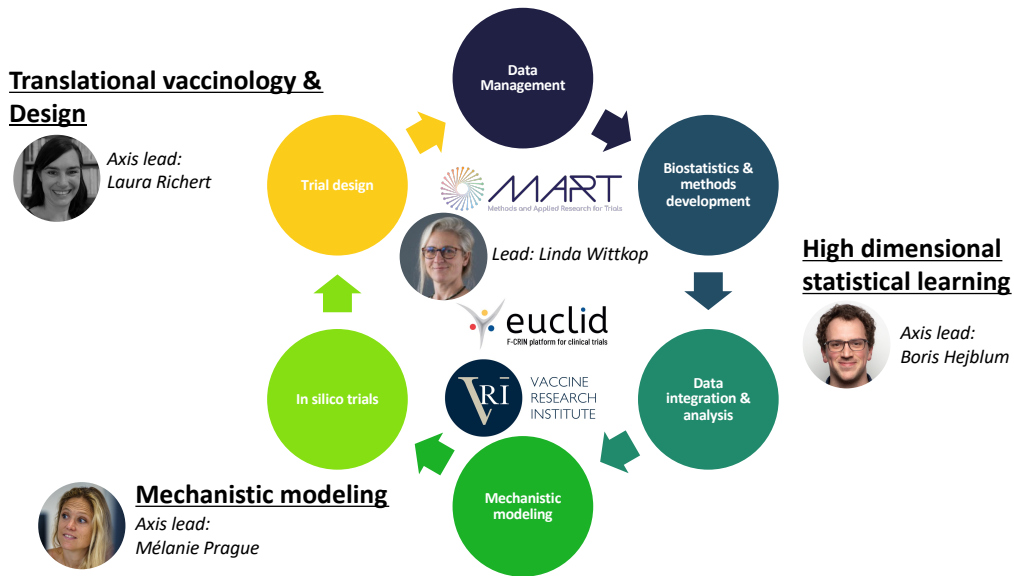 Data
Management
Translational vaccinology &
Design
Axis lead:
Laura Richert
Trial design
MART
Methods and Applied Research for Trials
Biostatistics &
methods
development
Lead: Linda Wittkop
High dimensional
statistical learning
Axis lead:
Boris Hejblum
euclid
F-CRIN platform for clinical trials
In silico trials
VRI
VACCINE
RESEARCH
INSTITUTE
Data
integration &
analysis
Mechanistic
modeling
Mechanistic modeling
Axis lead:
Mélanie Prague